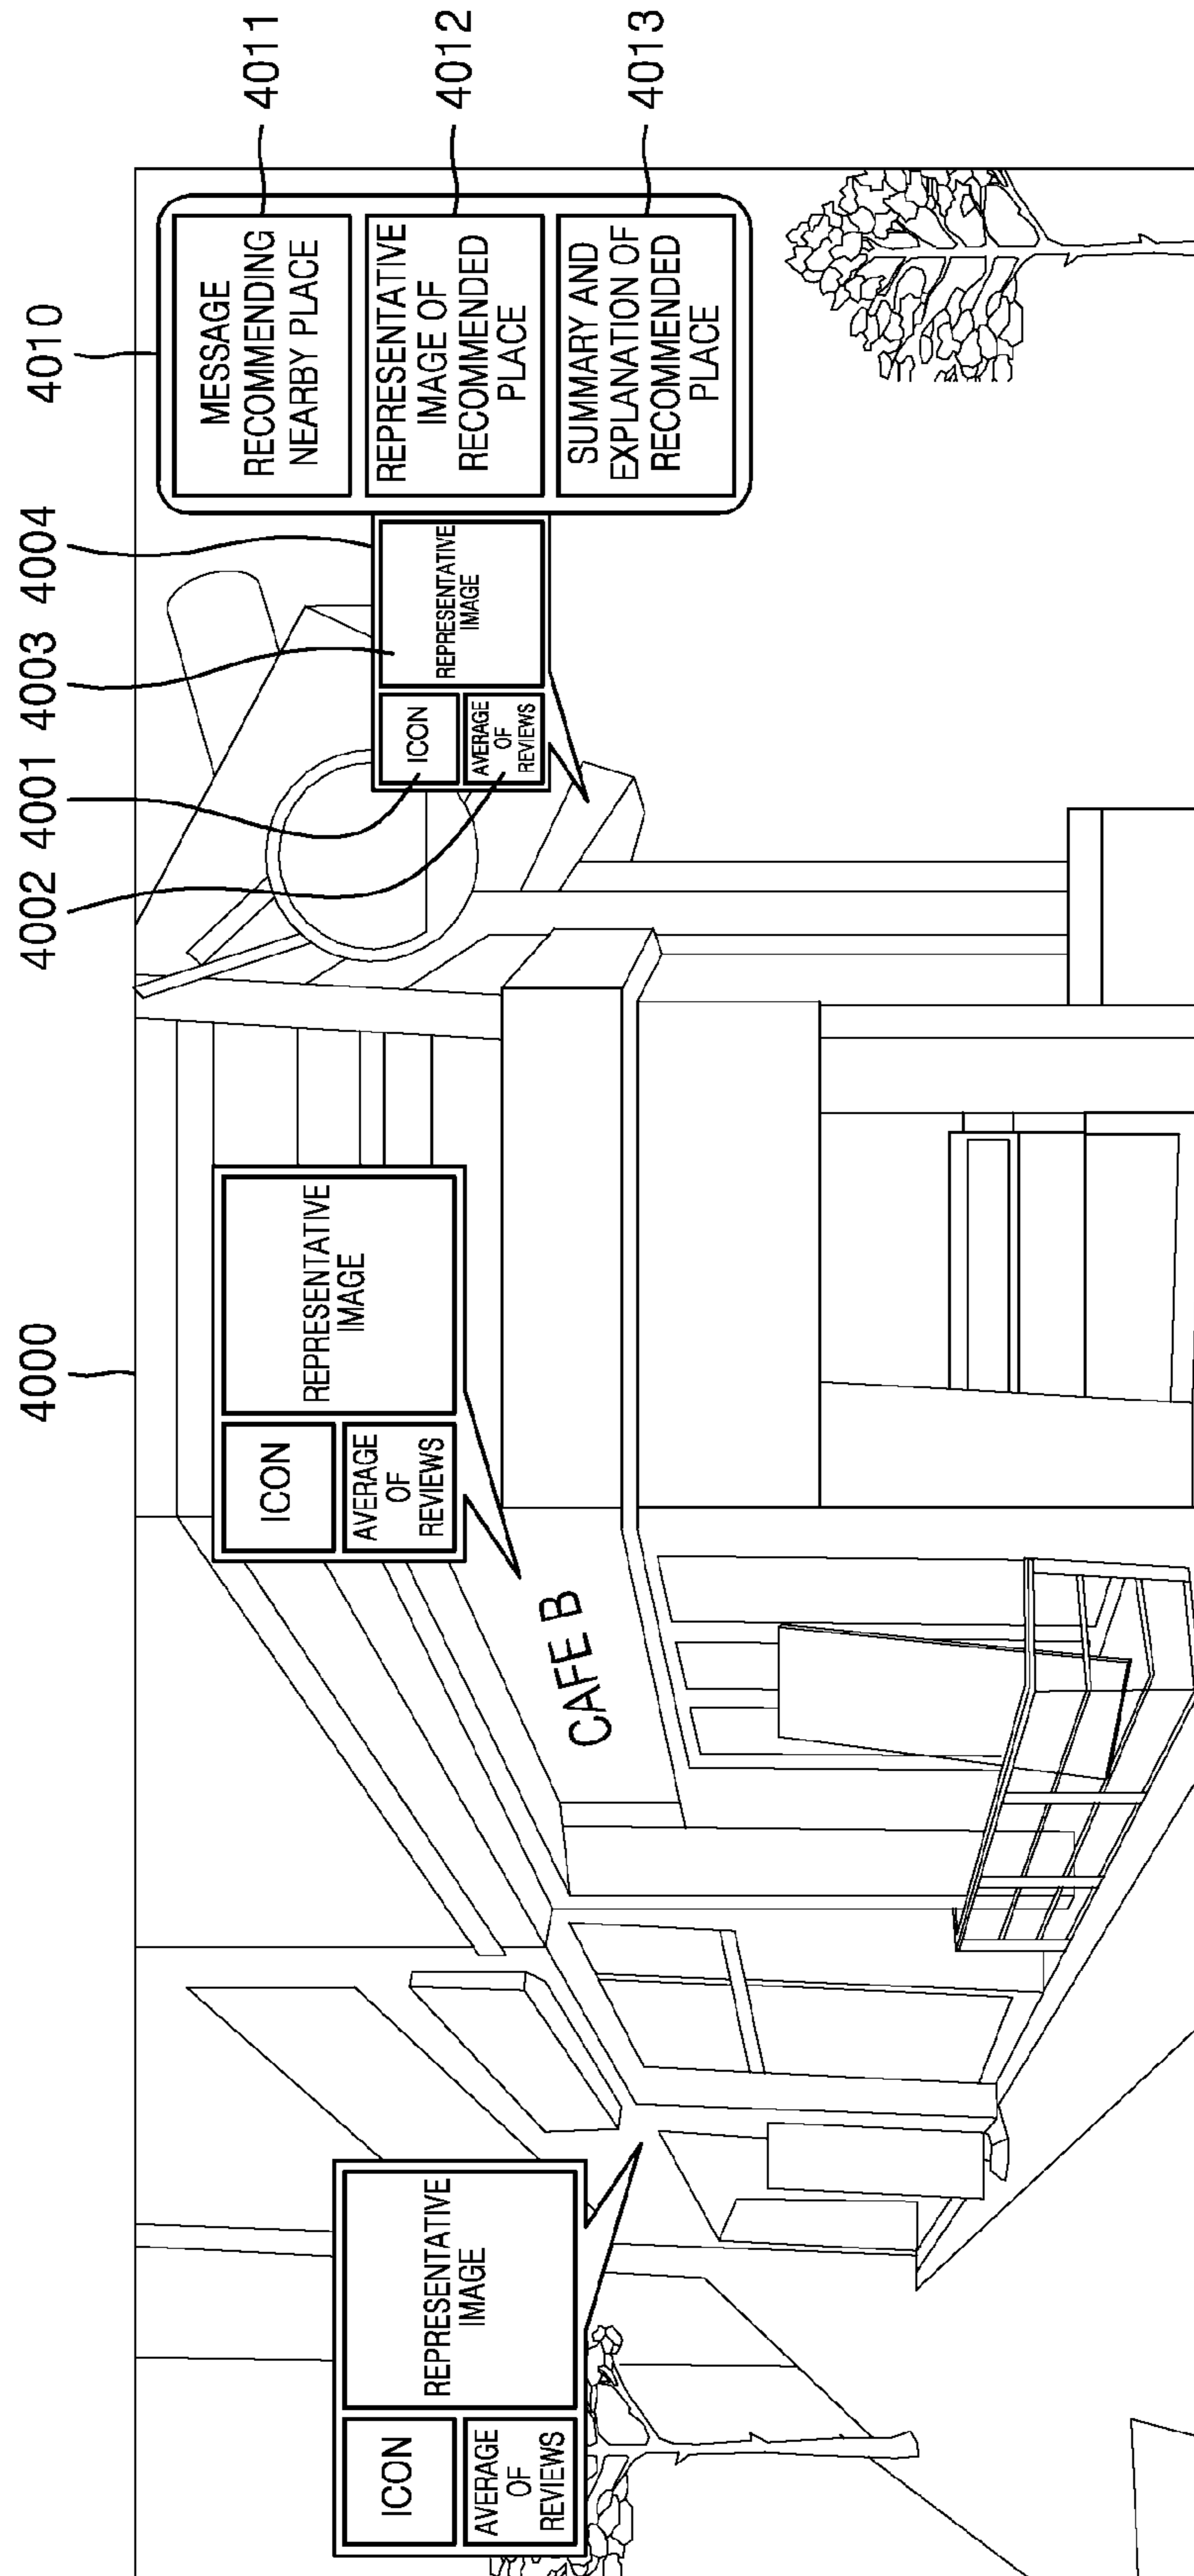 4000
4002
4001
4003
4004
4010
ICON
AVERAGE
OF
REVIEWS
REPRESENTATIVE
IMAGE
ICON
AVERAGE
OF
REVIEWS
REPRESENTATIVE
IMAGE
CAFE B
ICON
AVERAGE
OF
REVIEWS
REPRESENTATIVE
IMAGE
MESSAGE
RECOMMENDING
NEARBY PLACE
4011
REPRESENTATIVE
IMAGE OF
RECOMMENDED
PLACE
4012
SUMMARY AND
EXPLANATION OF
RECOMMENDED
PLACE
4013